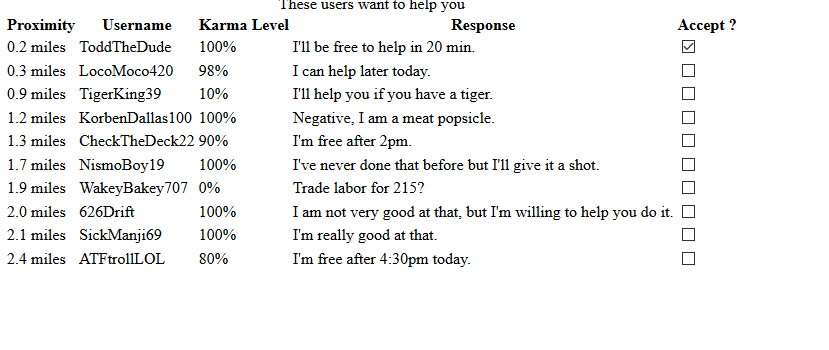 These users want to help you
Proximity Username Karma Level Response Accept ?
0.2 miles ToddTheDude 100% I'll be free to help in 20 min.
0.3 miles LocoMoco420 98% I can help later today.
0.9 miles TigerKing39 10% I'll help you if you have a tiger.
1.2 miles KorbenDallas100 100% Negative, I am a meat popsicle.
1.3 miles CheckTheDeck22 90% I'm free after 2pm.
1.7 miles NismoBoy19 100% I've never done that before but I'll give it a shot.
1.9 miles WakeyBakey707 0% Trade labor for 215?
2.0 miles 626Drift 100% I am not very good at that, but I'm willing to help you do it.
2.1 miles SickManji69 100% I'm really good at that.
2.4 miles ATFtrollLOL 80% I'm free after 4:30pm today.